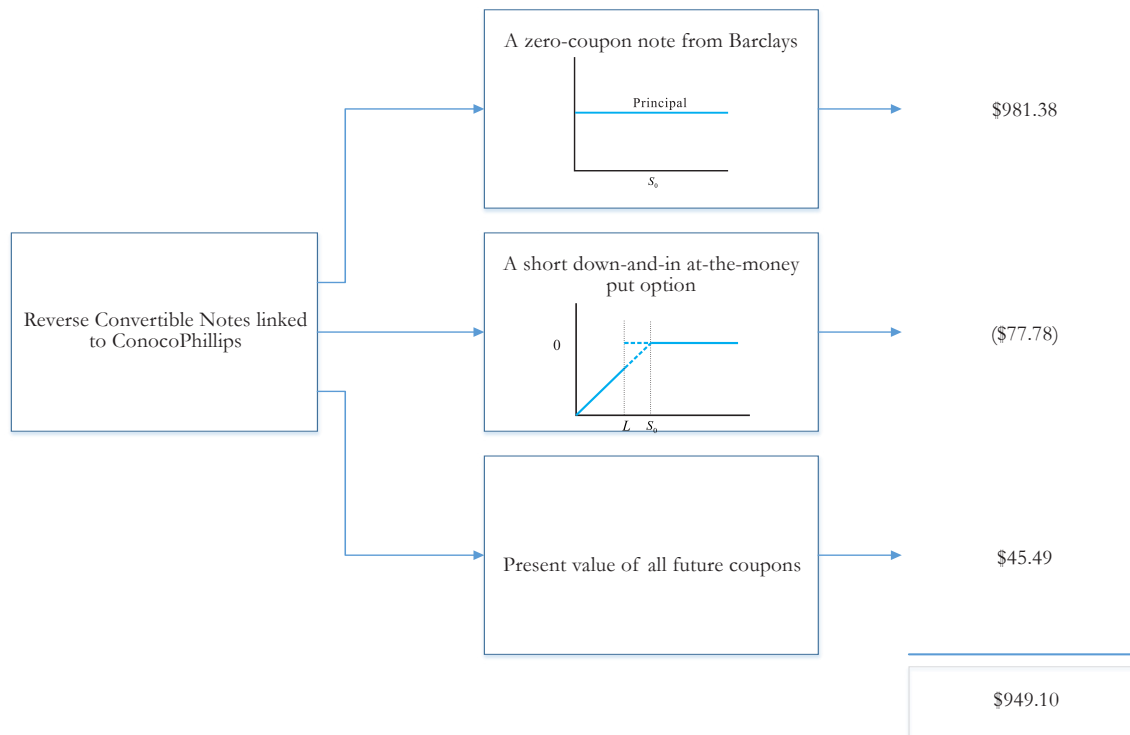 A zero-coupon note from Barclays
Principal
S₀
$981.38
Reverse Convertible Notes linked
to ConocoPhillips
A short down-and-in at-the-money
put option
0
L S₀
($77.78)
Present value of all future coupons
$45.49
$949.10